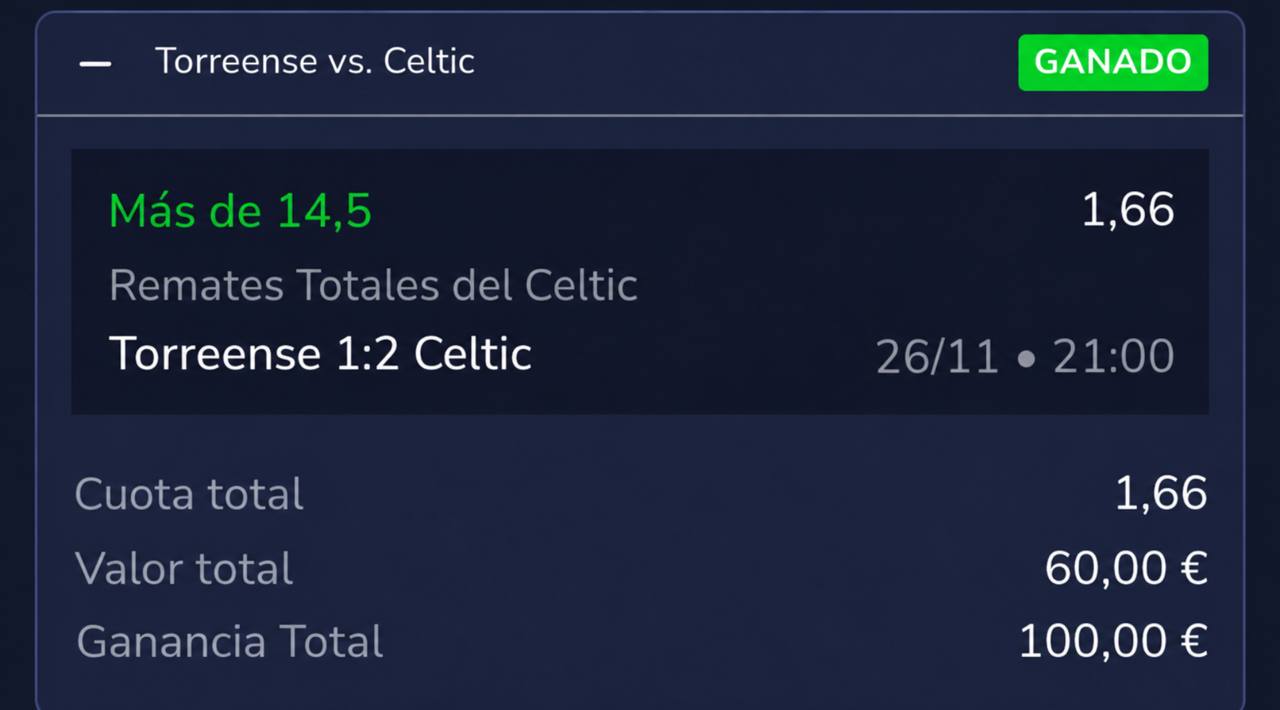 Torreense vs. Celtic
GANADO
Más de 14,5
1,66
Remates Totales del Celtic
Torreense 1:2 Celtic
26/11 • 21:00
Cuota total
1,66
Valor total
60,00 €
Ganancia Total
100,00 €